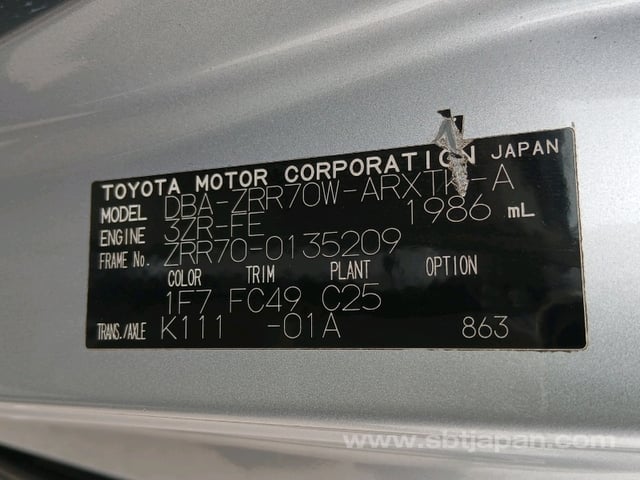 TOYOTA MOTOR CORPORATION JAPAN
MODEL DBA-ZRR70W-ARXTK-A
ENGINE 3ZR-FE 1986 mL
FRAME No. ZRR70-0135209
COLOR TRIM PLANT OPTION
1F7 FC49 C25
TRANS./AXLE K111 -01A 863
www.sbtjapan.com